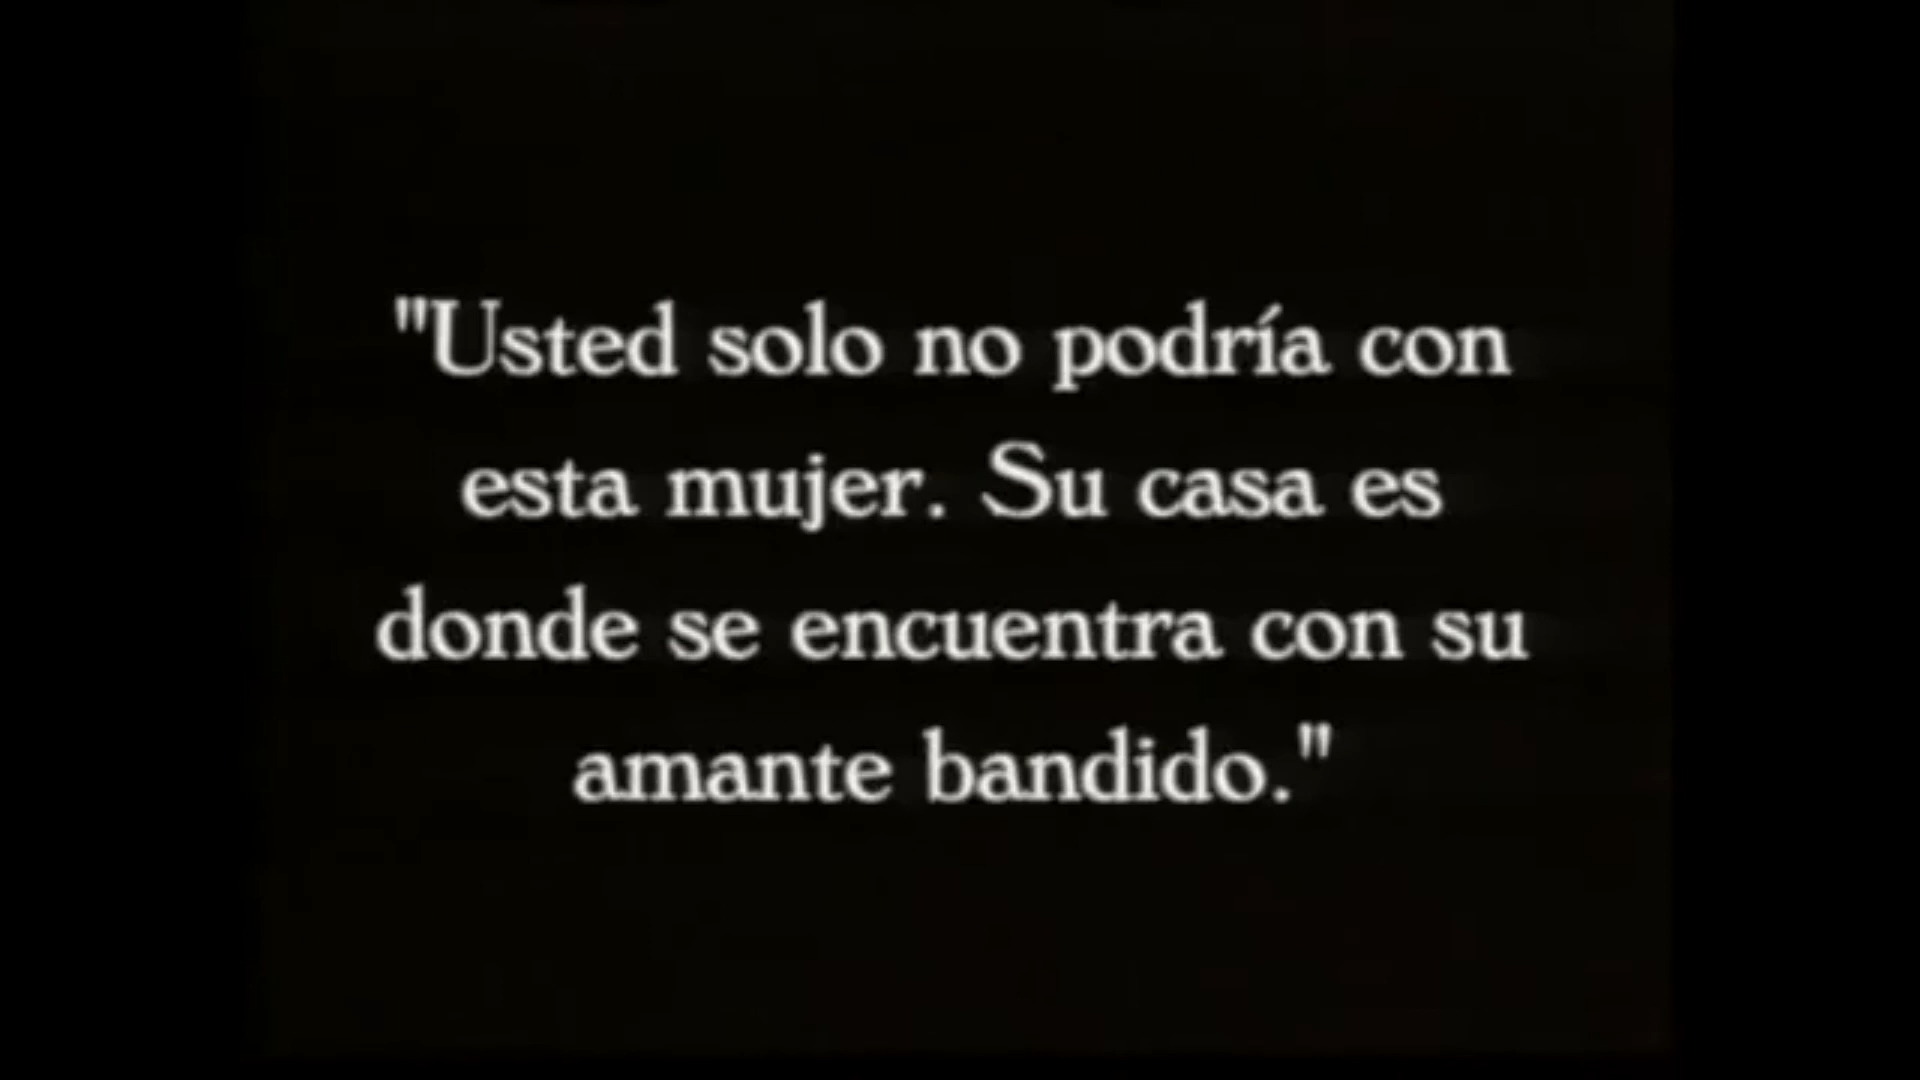 "Usted solo no podría con
esta mujer. Su casa es
donde se encuentra con su
amante bandido."